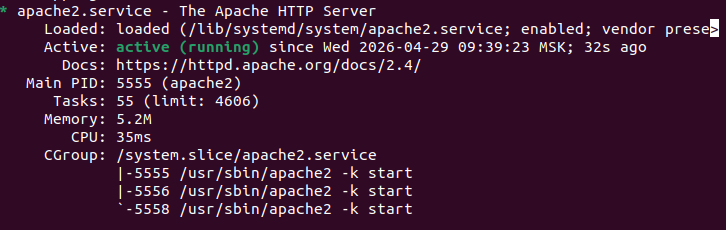 * apache2.service - The Apache HTTP Server
Loaded: loaded (/lib/systemd/system/apache2.service; enabled; vendor prese>
Active: active (running) since Wed 2026-04-29 09:39:23 MSK; 32s ago
Docs: https://httpd.apache.org/docs/2.4/
Main PID: 5555 (apache2)
Tasks: 55 (limit: 4606)
Memory: 5.2M
CPU: 35ms
CGroup: /system.slice/apache2.service
|-5555 /usr/sbin/apache2 -k start
|-5556 /usr/sbin/apache2 -k start
`-5558 /usr/sbin/apache2 -k start